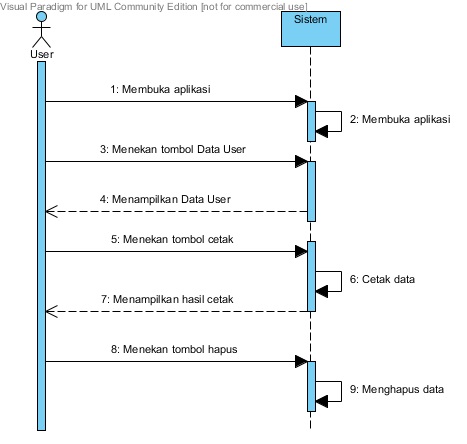 Visual Paradigm for UML Community Edition [not for commercial use]
Sistem
User
1: Membuka aplikasi
2: Membuka aplikasi
3: Menekan tombol Data User
4: Menampilkan Data User
5: Menekan tombol cetak
6: Cetak data
7: Menampilkan hasil cetak
8: Menekan tombol hapus
9: Menghapus data